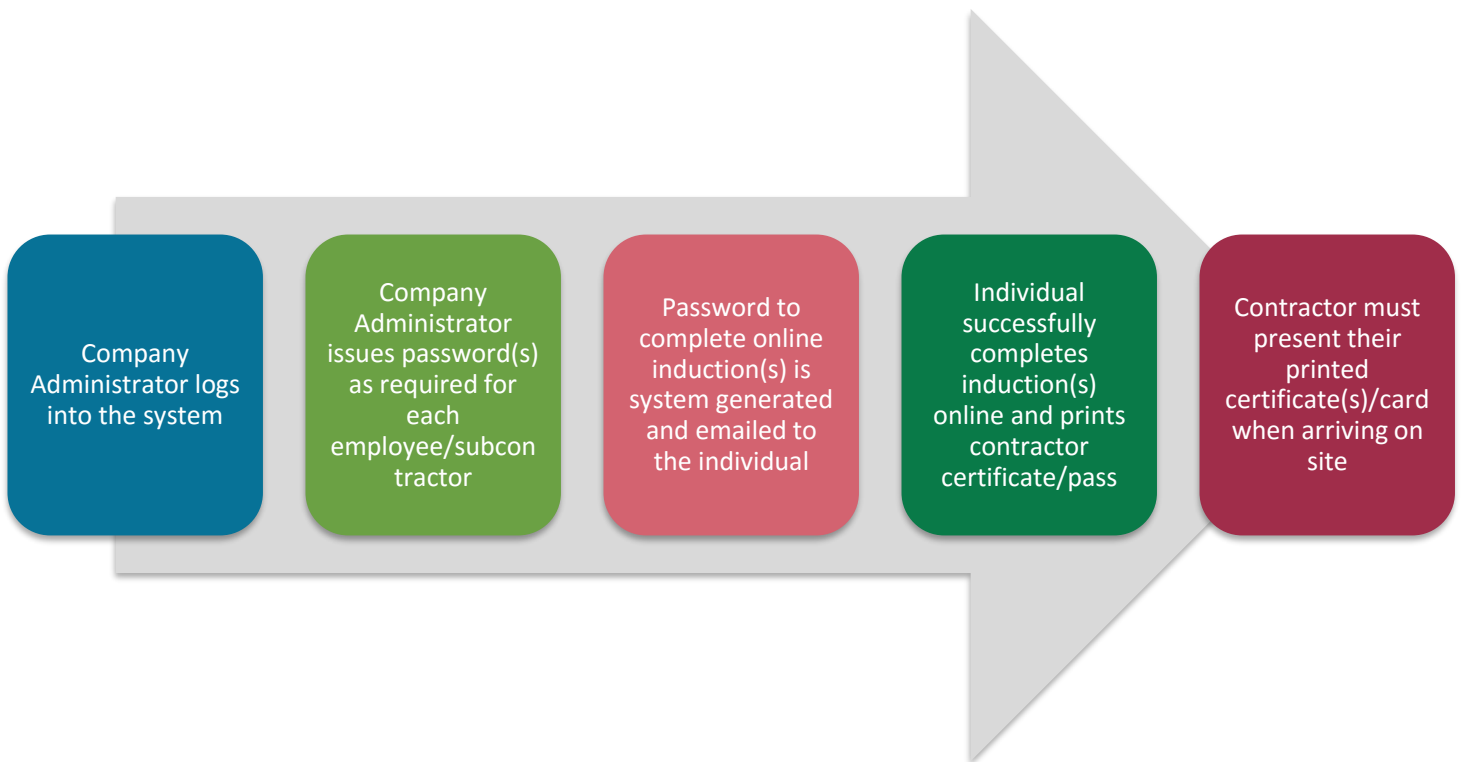 Company
Administrator logs
into the system
Company
Administrator
issues password(s)
as required for
each
employee/subcon
tractor
Password to
complete online
induction(s) is
system generated
and emailed to
the individual
Individual
successfully
completes
induction(s)
online and prints
contractor
certificate/pass
Contractor must
present their
printed
certificate(s)/card
when arriving on
site